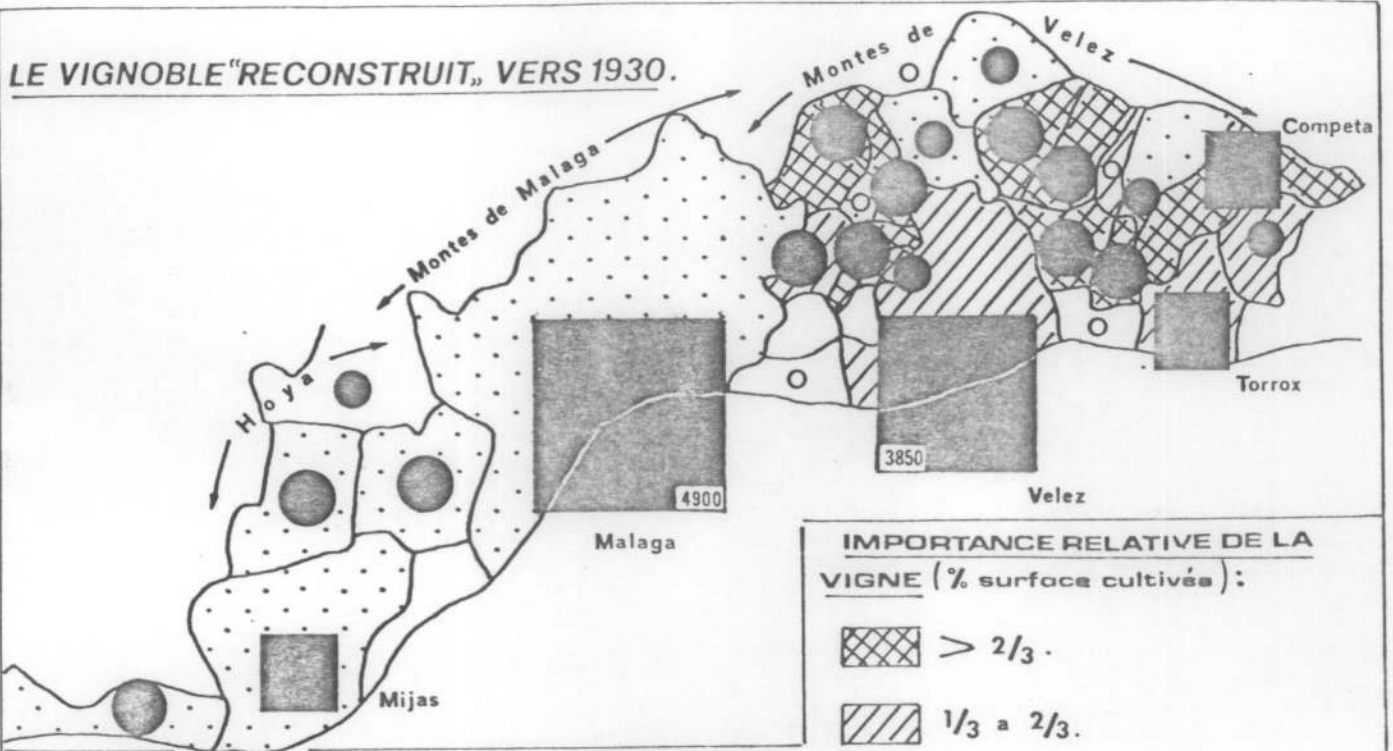 LE VIGNOBLE "RECONSTRUIT„ VERS 1930.
Montes de Velez
Competa
Montes de Malaga
Hoya
Torrox
3850
4900
Velez
Malaga
Mijas
IMPORTANCE RELATIVE DE LA
VIGNE (% surface cultivée) :
> 2/3 .
1/3 a 2/3.